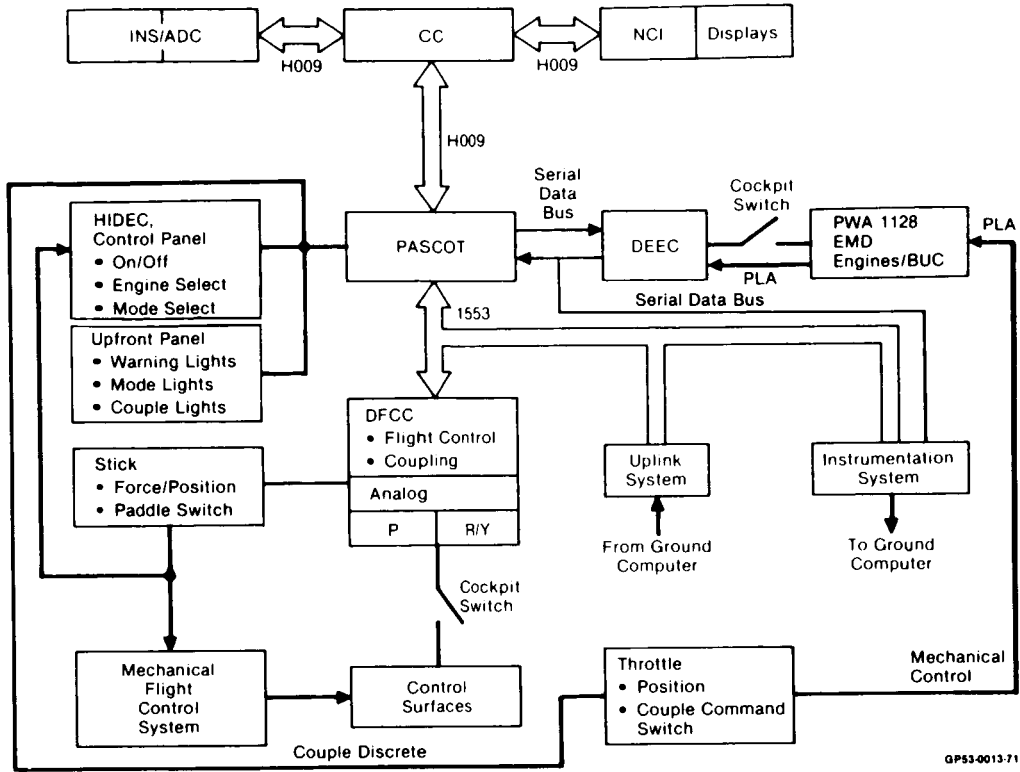 INS/ADC
CC
NCI
Displays
H009
H009
H009
Serial
Data
Bus
Cockpit
Switch
HIDEC,
Control Panel
• On/Off
• Engine Select
• Mode Select
PASCOT
DEEC
PWA 1128
EMD
Engines/BUC
PLA
PLA
Serial Data Bus
1553
Upfront Panel
• Warning Lights
• Mode Lights
• Couple Lights
DFCC
• Flight Control
• Coupling
Analog
P
R/Y
Stick
• Force/Position
• Paddle Switch
Uplink
System
Instrumentation
System
From Ground
Computer
To Ground
Computer
Cockpit
Switch
Mechanical
Flight
Control
System
Control
Surfaces
Throttle
• Position
• Couple Command
Switch
Mechanical
Control
Couple Discrete
GP53-0013-71